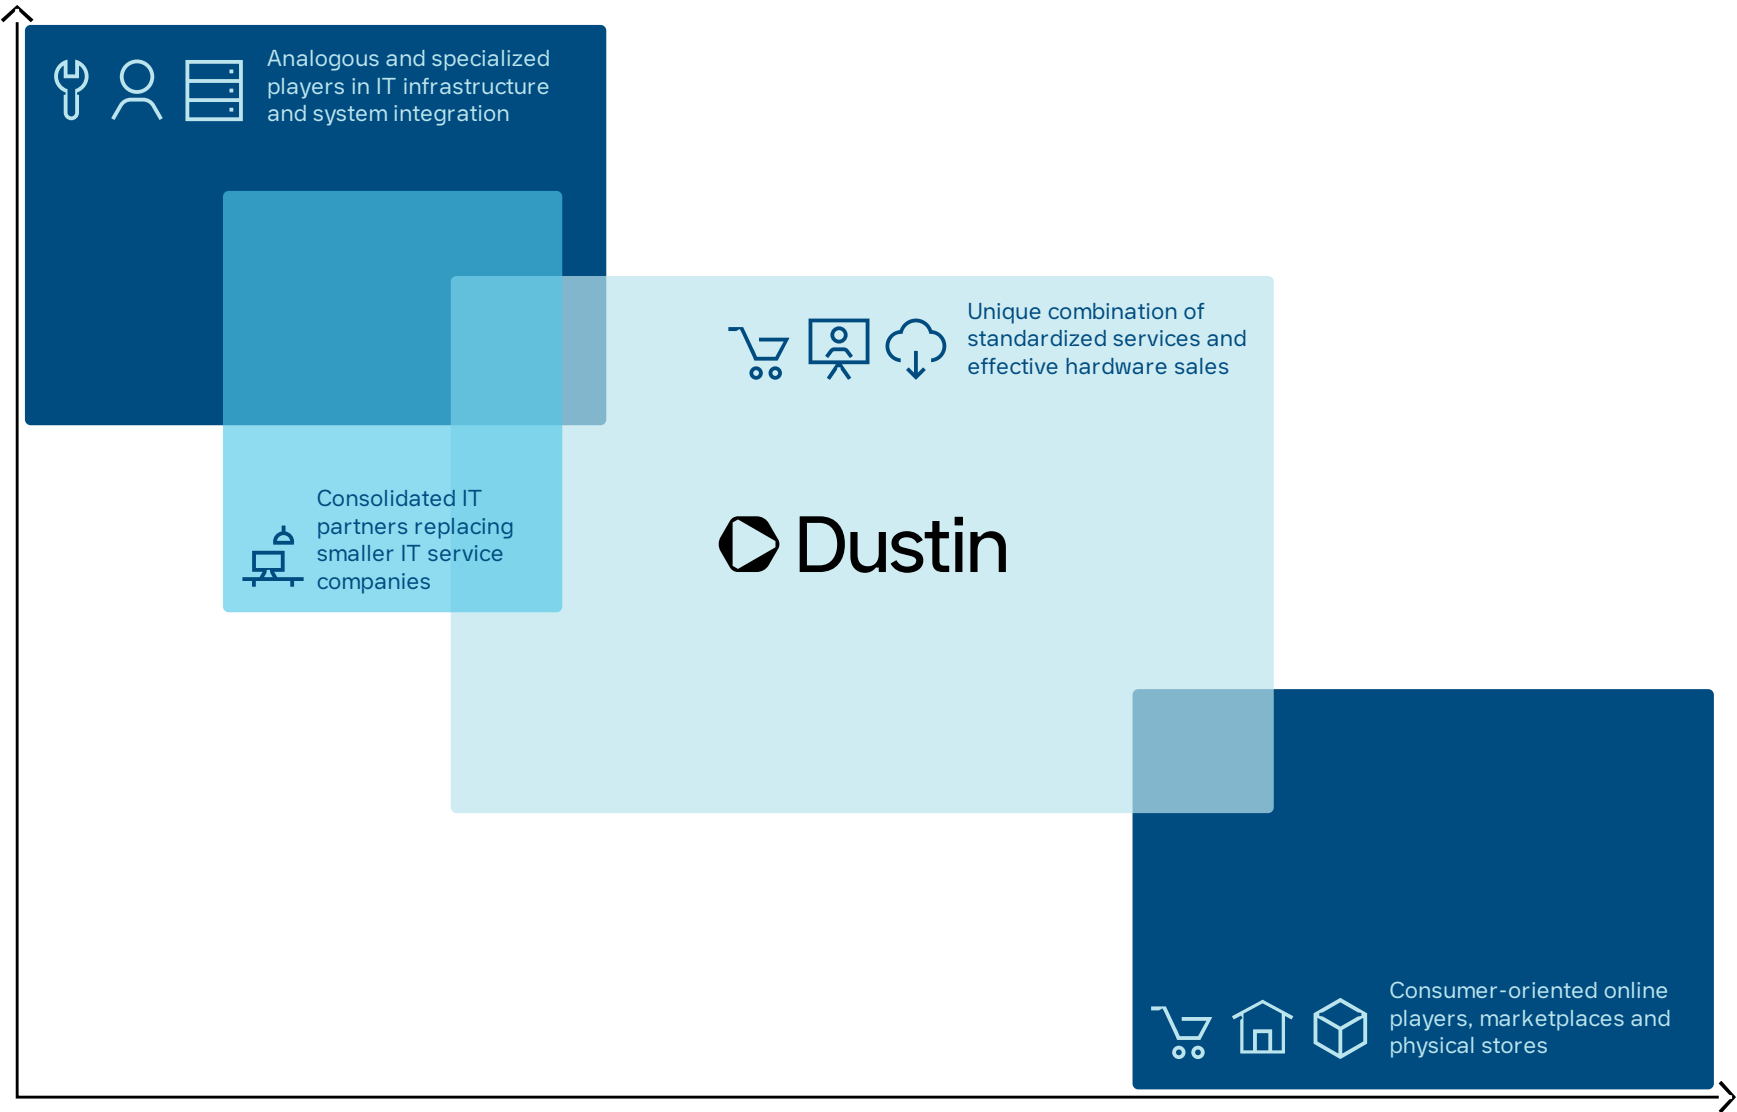 Analogous and specialized
players in IT infrastructure
and system integration
Unique combination of
standardized services and
effective hardware sales
Consolidated IT
partners replacing
smaller IT service
companies
Dustin
Consumer-oriented online
players, marketplaces and
physical stores